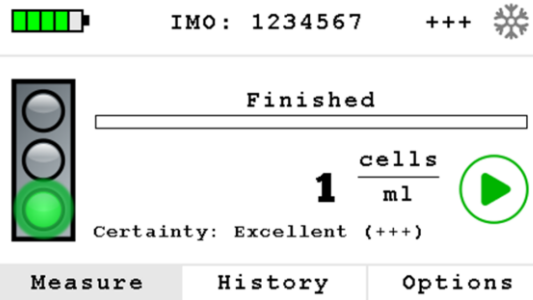 IMO: 1234567 +++
Finished
1 cells
ml
Certainty: Excellent (+++)
Measure History Options